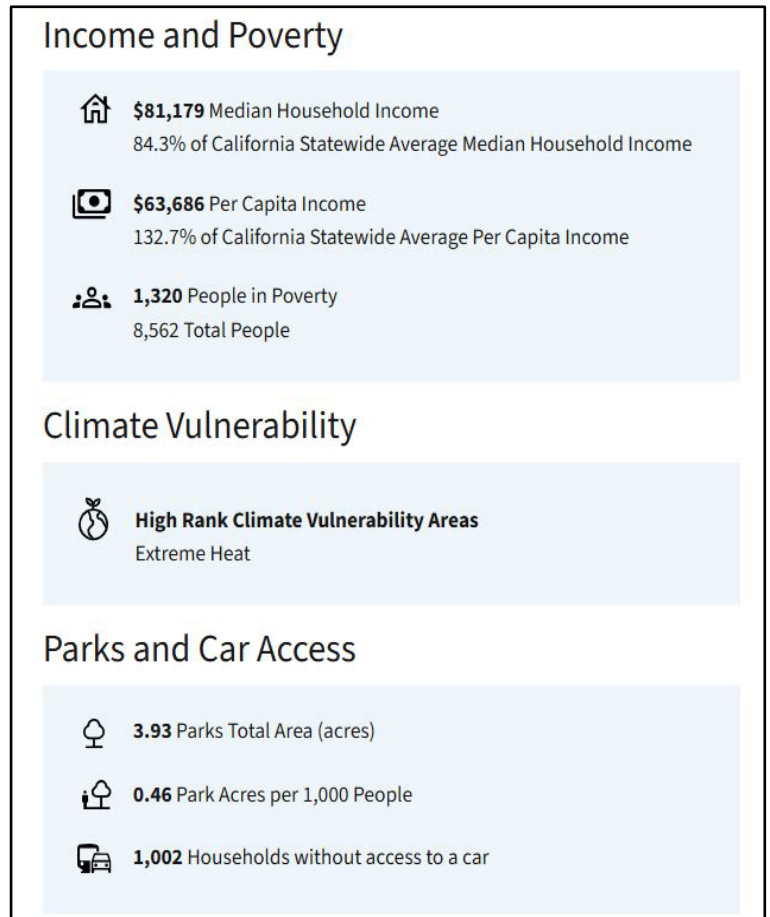 Income and Poverty
$81,179 Median Household Income
84.3% of California Statewide Average Median Household Income
$63,686 Per Capita Income
132.7% of California Statewide Average Per Capita Income
1,320 People in Poverty
8,562 Total People
Climate Vulnerability
High Rank Climate Vulnerability Areas
Extreme Heat
Parks and Car Access
3.93 Parks Total Area (acres)
0.46 Park Acres per 1,000 People
1,002 Households without access to a car